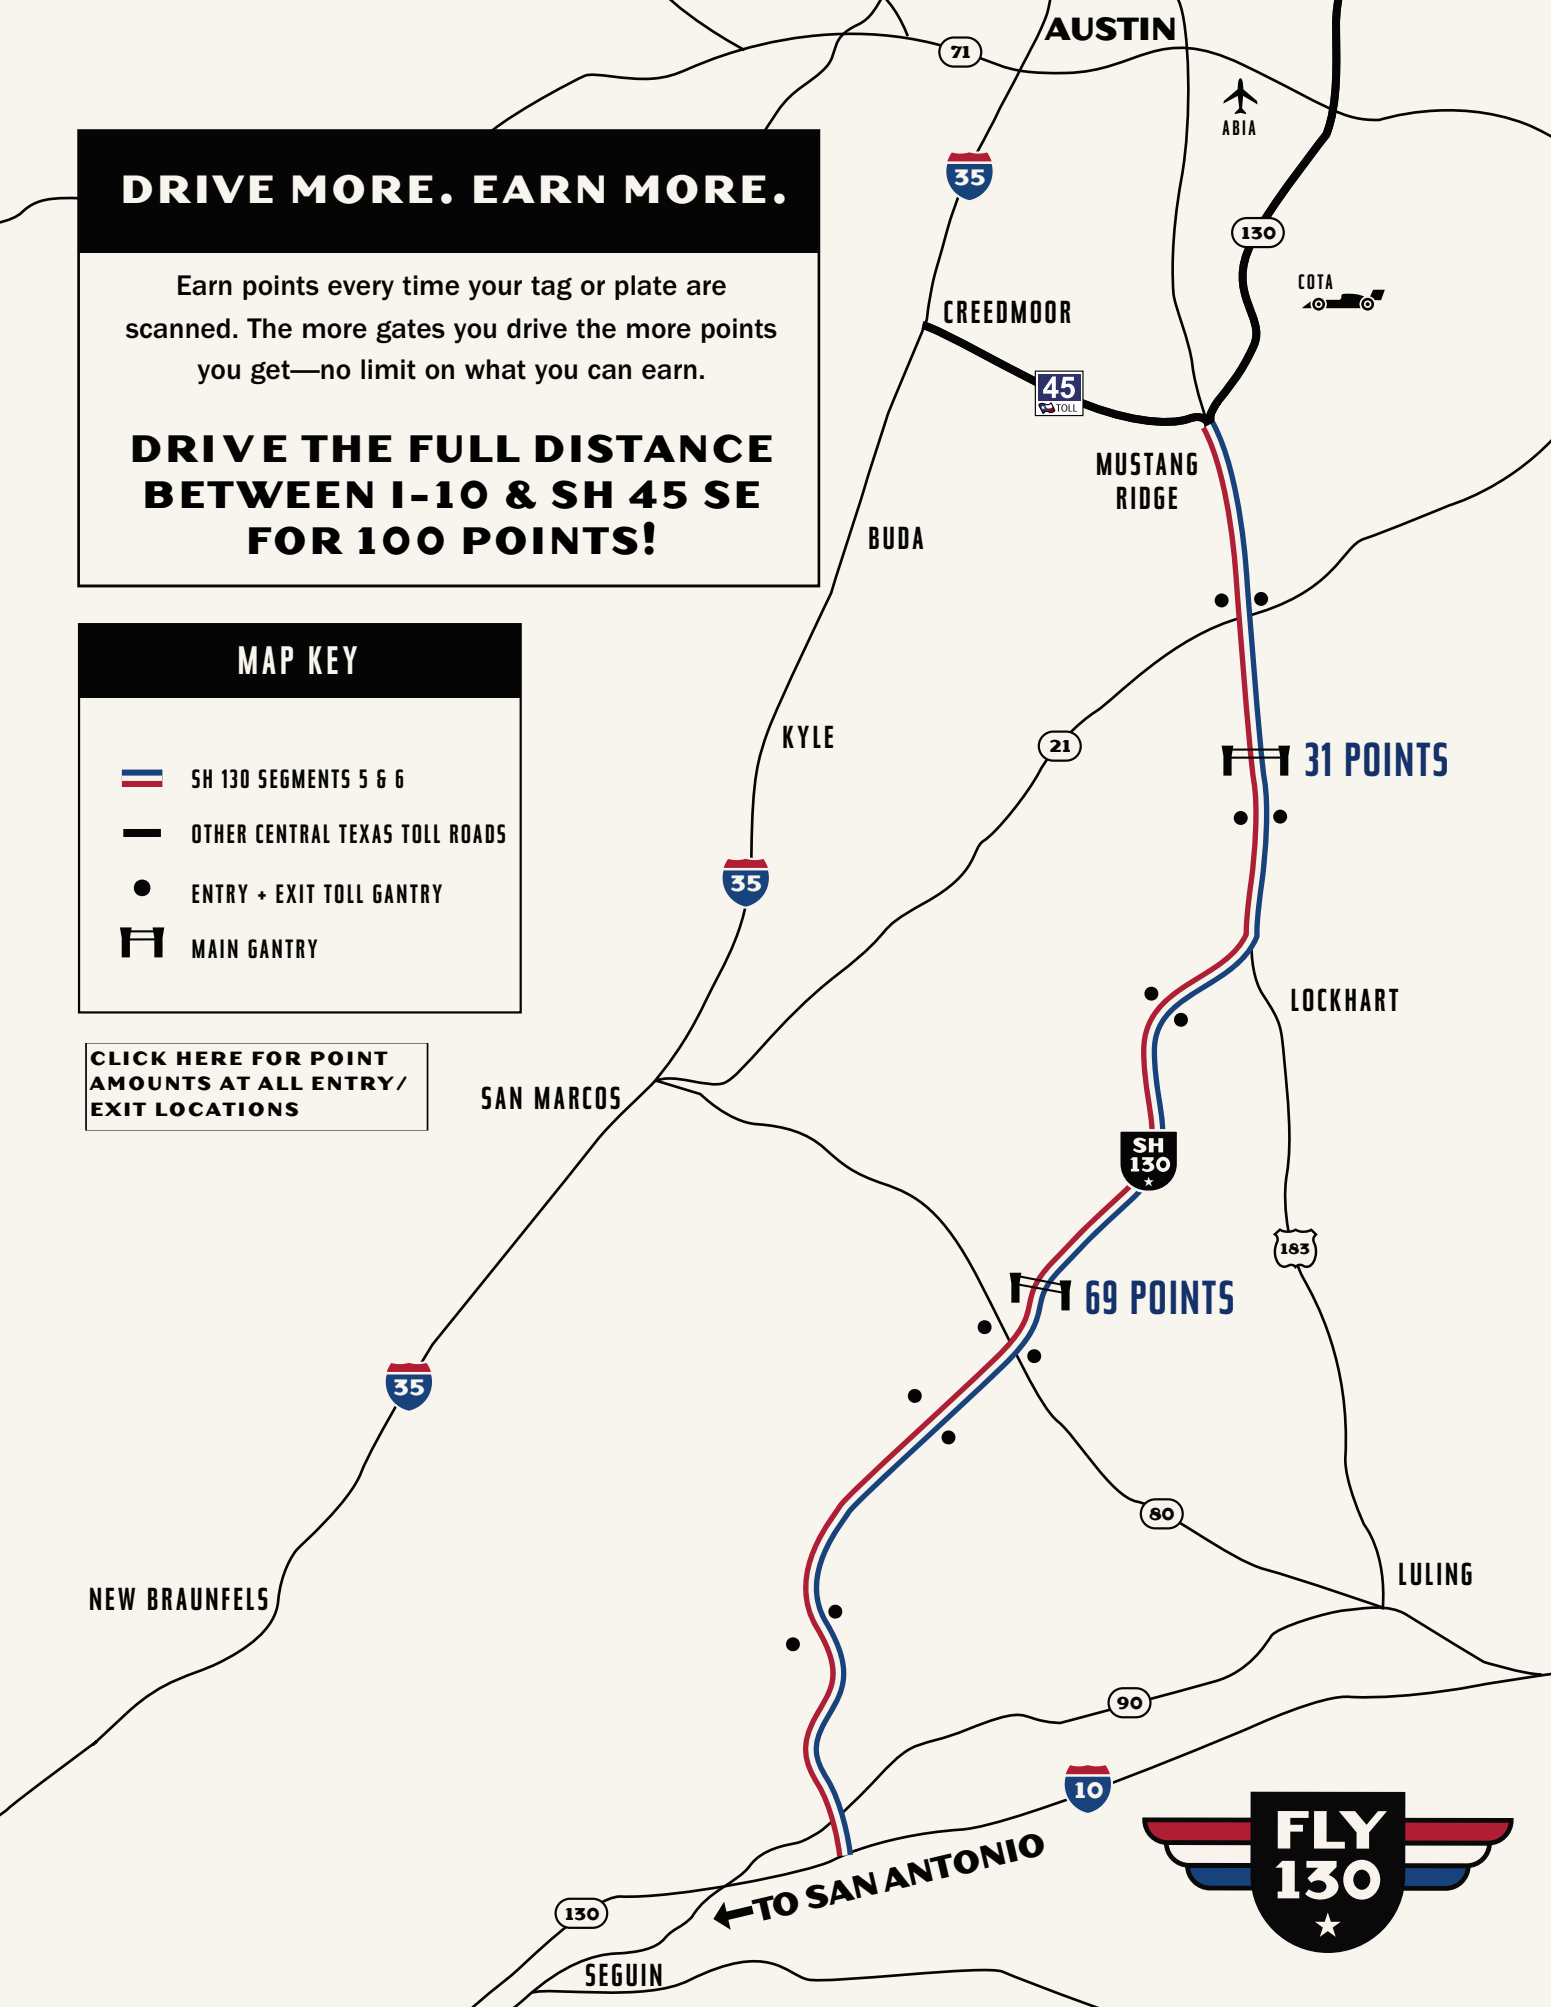 AUSTIN
71
ABIA
35
DRIVE MORE. EARN MORE.
130
Earn points every time your tag or plate are
scanned. The more gates you drive the more points
you get—no limit on what you can earn.
COTA
CREEDMOOR
45
TOLL
DRIVE THE FULL DISTANCE
BETWEEN I-10 & SH 45 SE
FOR 100 POINTS!
MUSTANG
RIDGE
BUDA
MAP KEY
SH 130 SEGMENTS 5 & 6
OTHER CENTRAL TEXAS TOLL ROADS
ENTRY + EXIT TOLL GANTRY
MAIN GANTRY
KYLE
21
31 POINTS
35
LOCKHART
CLICK HERE FOR POINT
AMOUNTS AT ALL ENTRY/
EXIT LOCATIONS
SAN MARCOS
SH
130
183
69 POINTS
35
80
LULING
NEW BRAUNFELS
90
10
TO SAN ANTONIO
130
SEGUIN
FLY
130